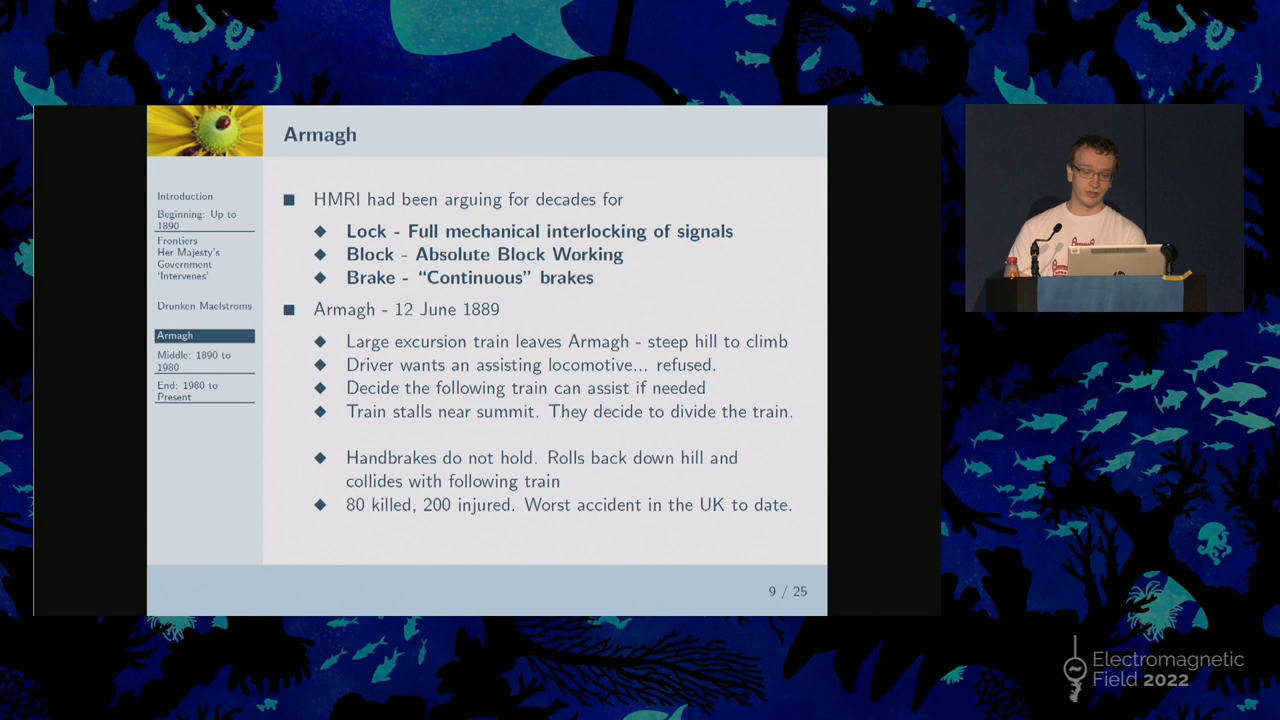 Armagh
Introduction
Beginning: Up to
1890
Frontiers
Her Majesty's
Government
'Intervenes'
Drunken Maelstroms
Armagh
Middle: 1890 to
1980
End: 1980 to
Present
HMRI had been arguing for decades for
Lock - Full mechanical interlocking of signals
Block - Absolute Block Working
Brake - “Continuous” brakes
Armagh - 12 June 1889
Large excursion train leaves Armagh - steep hill to climb
Driver wants an assisting locomotive... refused.
Decide the following train can assist if needed
Train stalls near summit. They decide to divide the train.
Handbrakes do not hold. Rolls back down hill and
collides with following train
80 killed, 200 injured. Worst accident in the UK to date.
9 / 25
Electromagnetic
Field 2022